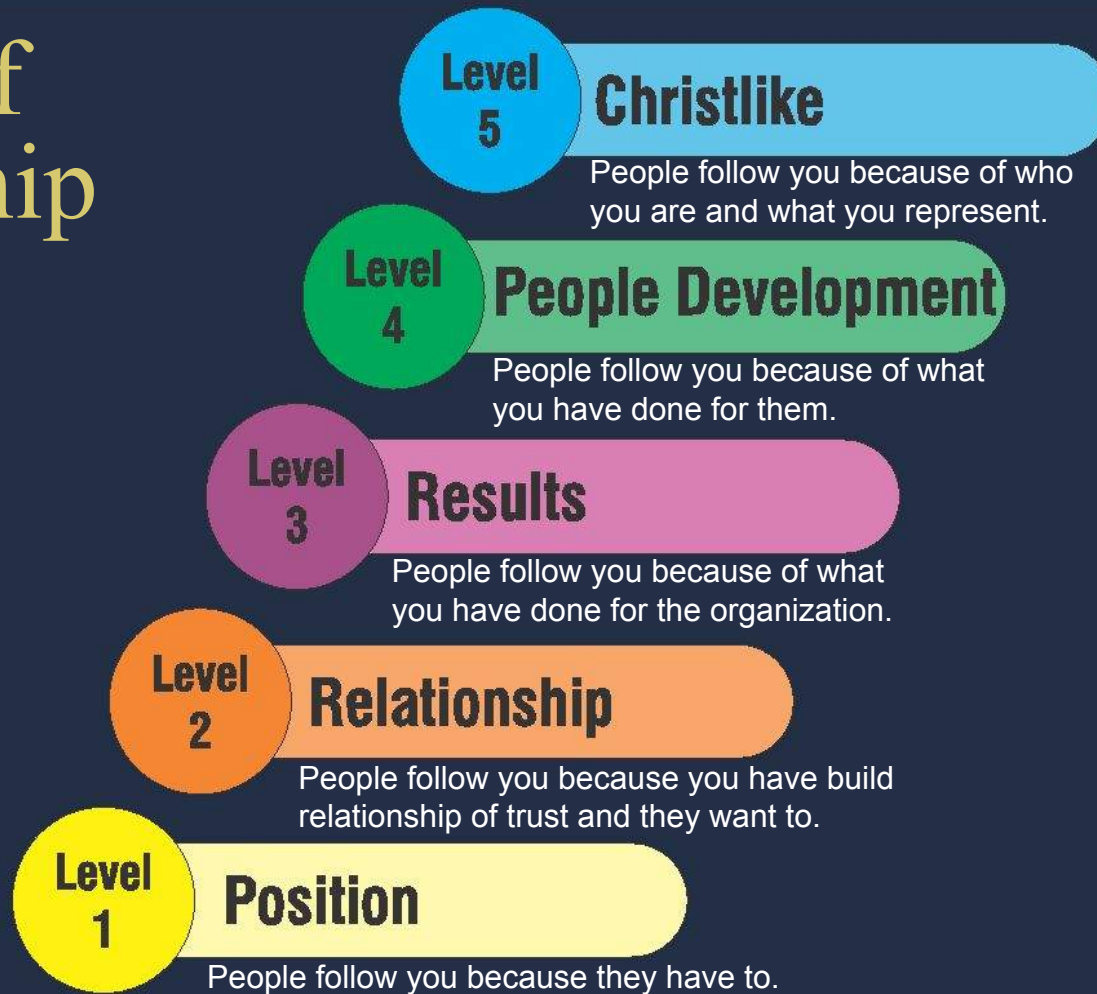 f
hip
Level
5
Christlike
People follow you because of who
you are and what you represent.
Level
4
People Development
People follow you because of what
you have done for them.
Level
3
Results
People follow you because of what
you have done for the organization.
Level
2
Relationship
People follow you because you have build
relationship of trust and they want to.
Level
1
Position
People follow you because they have to.